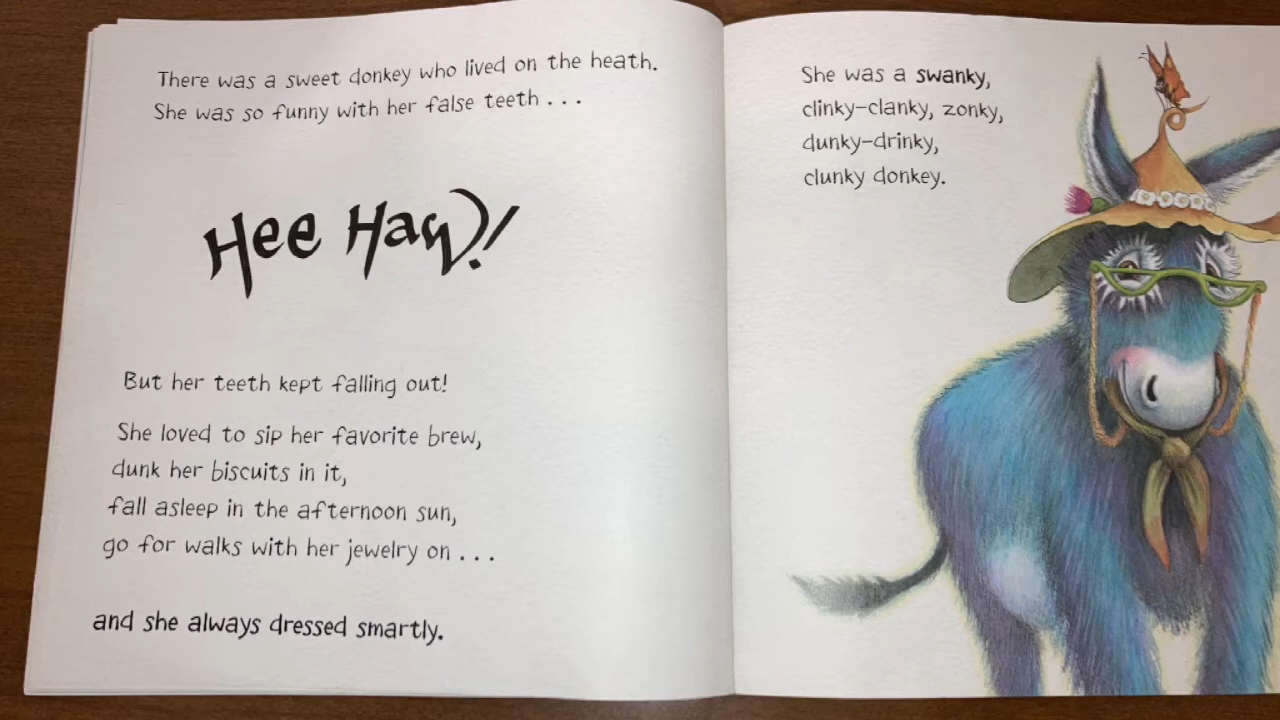 There was a sweet donkey who lived on the heath.
She was so funny with her false teeth . . .
Hee Haw?!
But her teeth kept falling out!
She loved to sip her favorite brew,
dunk her biscuits in it,
fall asleep in the afternoon sun,
go for walks with her jewelry on . . .
and she always dressed smartly.
She was a swanky,
clinky-clanky, zonky,
dunky-drinky,
clunky donkey.